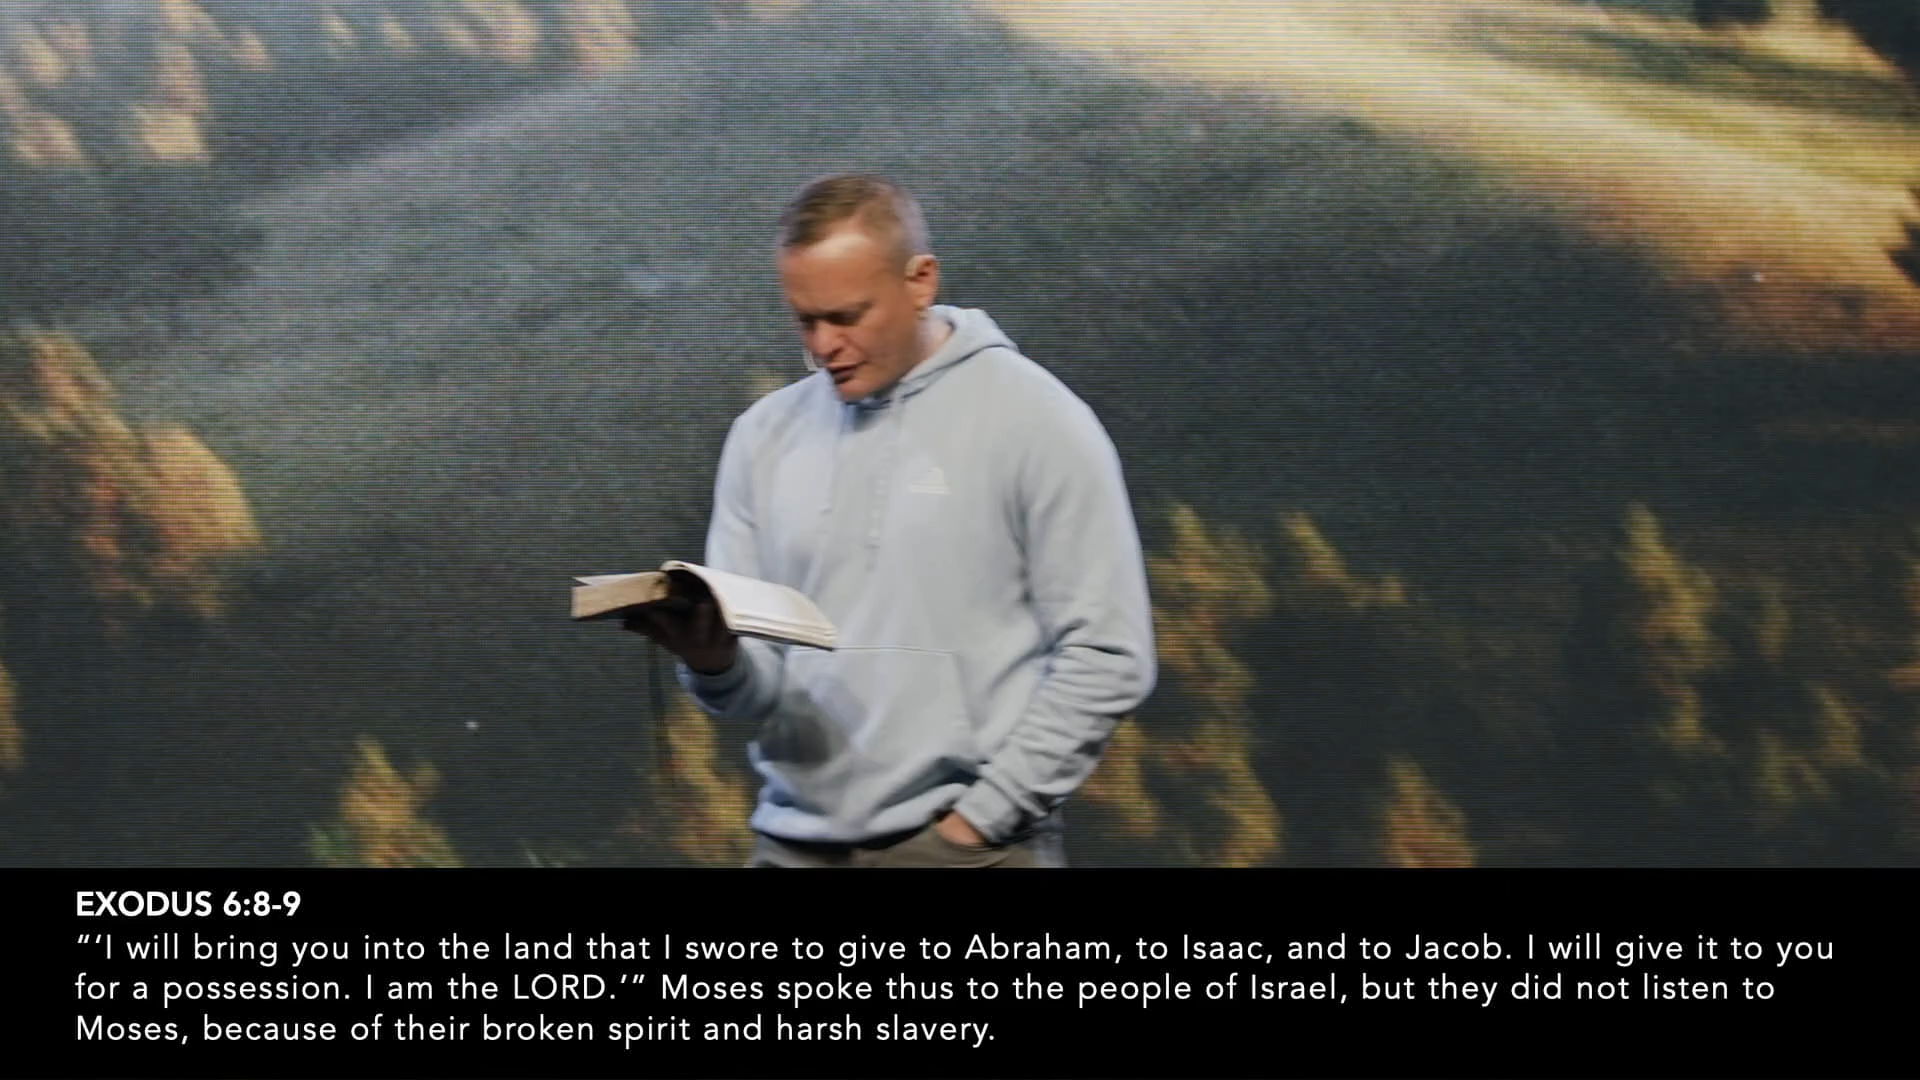 EXODUS 6:8-9
“‘I will bring you into the land that I swore to give to Abraham, to Isaac, and to Jacob. I will give it to you
for a possession. I am the LORD.’” Moses spoke thus to the people of Israel, but they did not listen to
Moses, because of their broken spirit and harsh slavery.